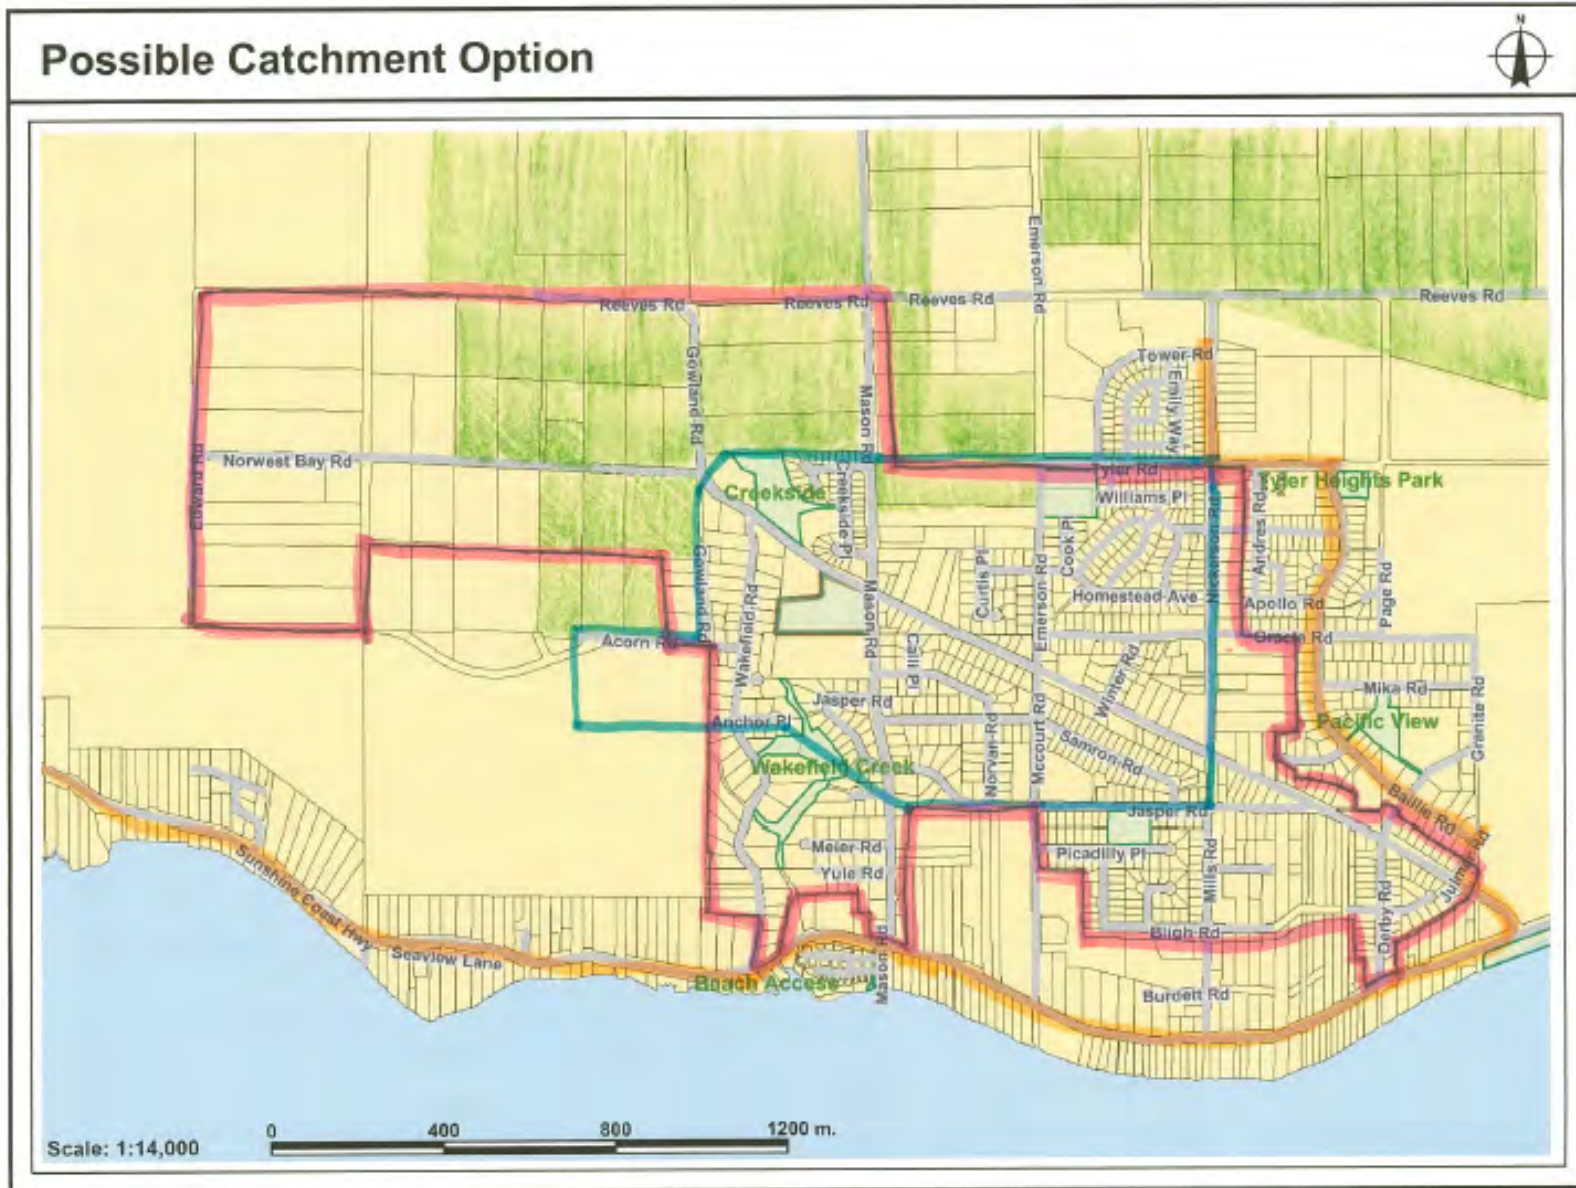 N
Possible Catchment Option
Emerson Rd
Reeves Rd
Reeves Rd
Reeves Rd
Reeves Rd
Tower Rd
Emily Way
Gowland Rd
Mason Rd
Edward Rd
Norwest Bay Rd
Tyler Rd
Creekside
Creekside Pl
Williams Pl
Tyler Heights Park
Nickerson Rd
Andres Rd
Cook Pl
Curtis Pl
Emerson Rd
Homestead Ave
Apollo Rd
Page Rd
Gowland Rd
Wakefield Rd
Mason Rd
Acorn Rd
Calli Pl
Oracle Rd
Wimer Rd
Jasper Rd
Mika Rd
Granite Rd
Anchor Pl
Norvan Rd
Mccourt Rd
Samron Rd
Pacific View
Wakefield Creek
Jasper Rd
Baillie Rd
Meier Rd
Yule Rd
Picadilly Pl
Mills Rd
Derby Rd
Sunshine Coast Hwy
Seaview Lane
Bligh Rd
Mason Rd
Beach Access
Burdett Rd
0 400 800 1200 m.
Scale: 1:14,000